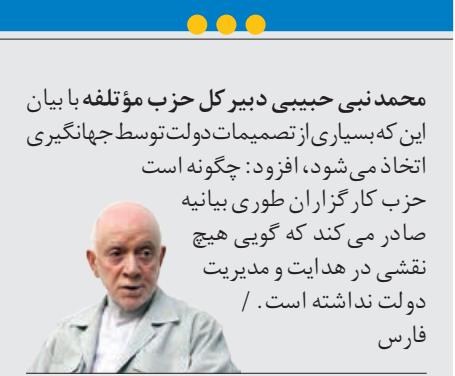 محمدنبی حبیبی دبیرکل حزب مؤتلفه با بیان
این که بسیاری از تصمیمات دولت توسط جهانگیری
اتخاذ می‌شود، افزود: چگونه است
حزب کارگزاران طوری بیانیه
صادر می‌کند که گویی هیچ
نقشی در هدایت و مدیریت
دولت نداشته است. /
فارس